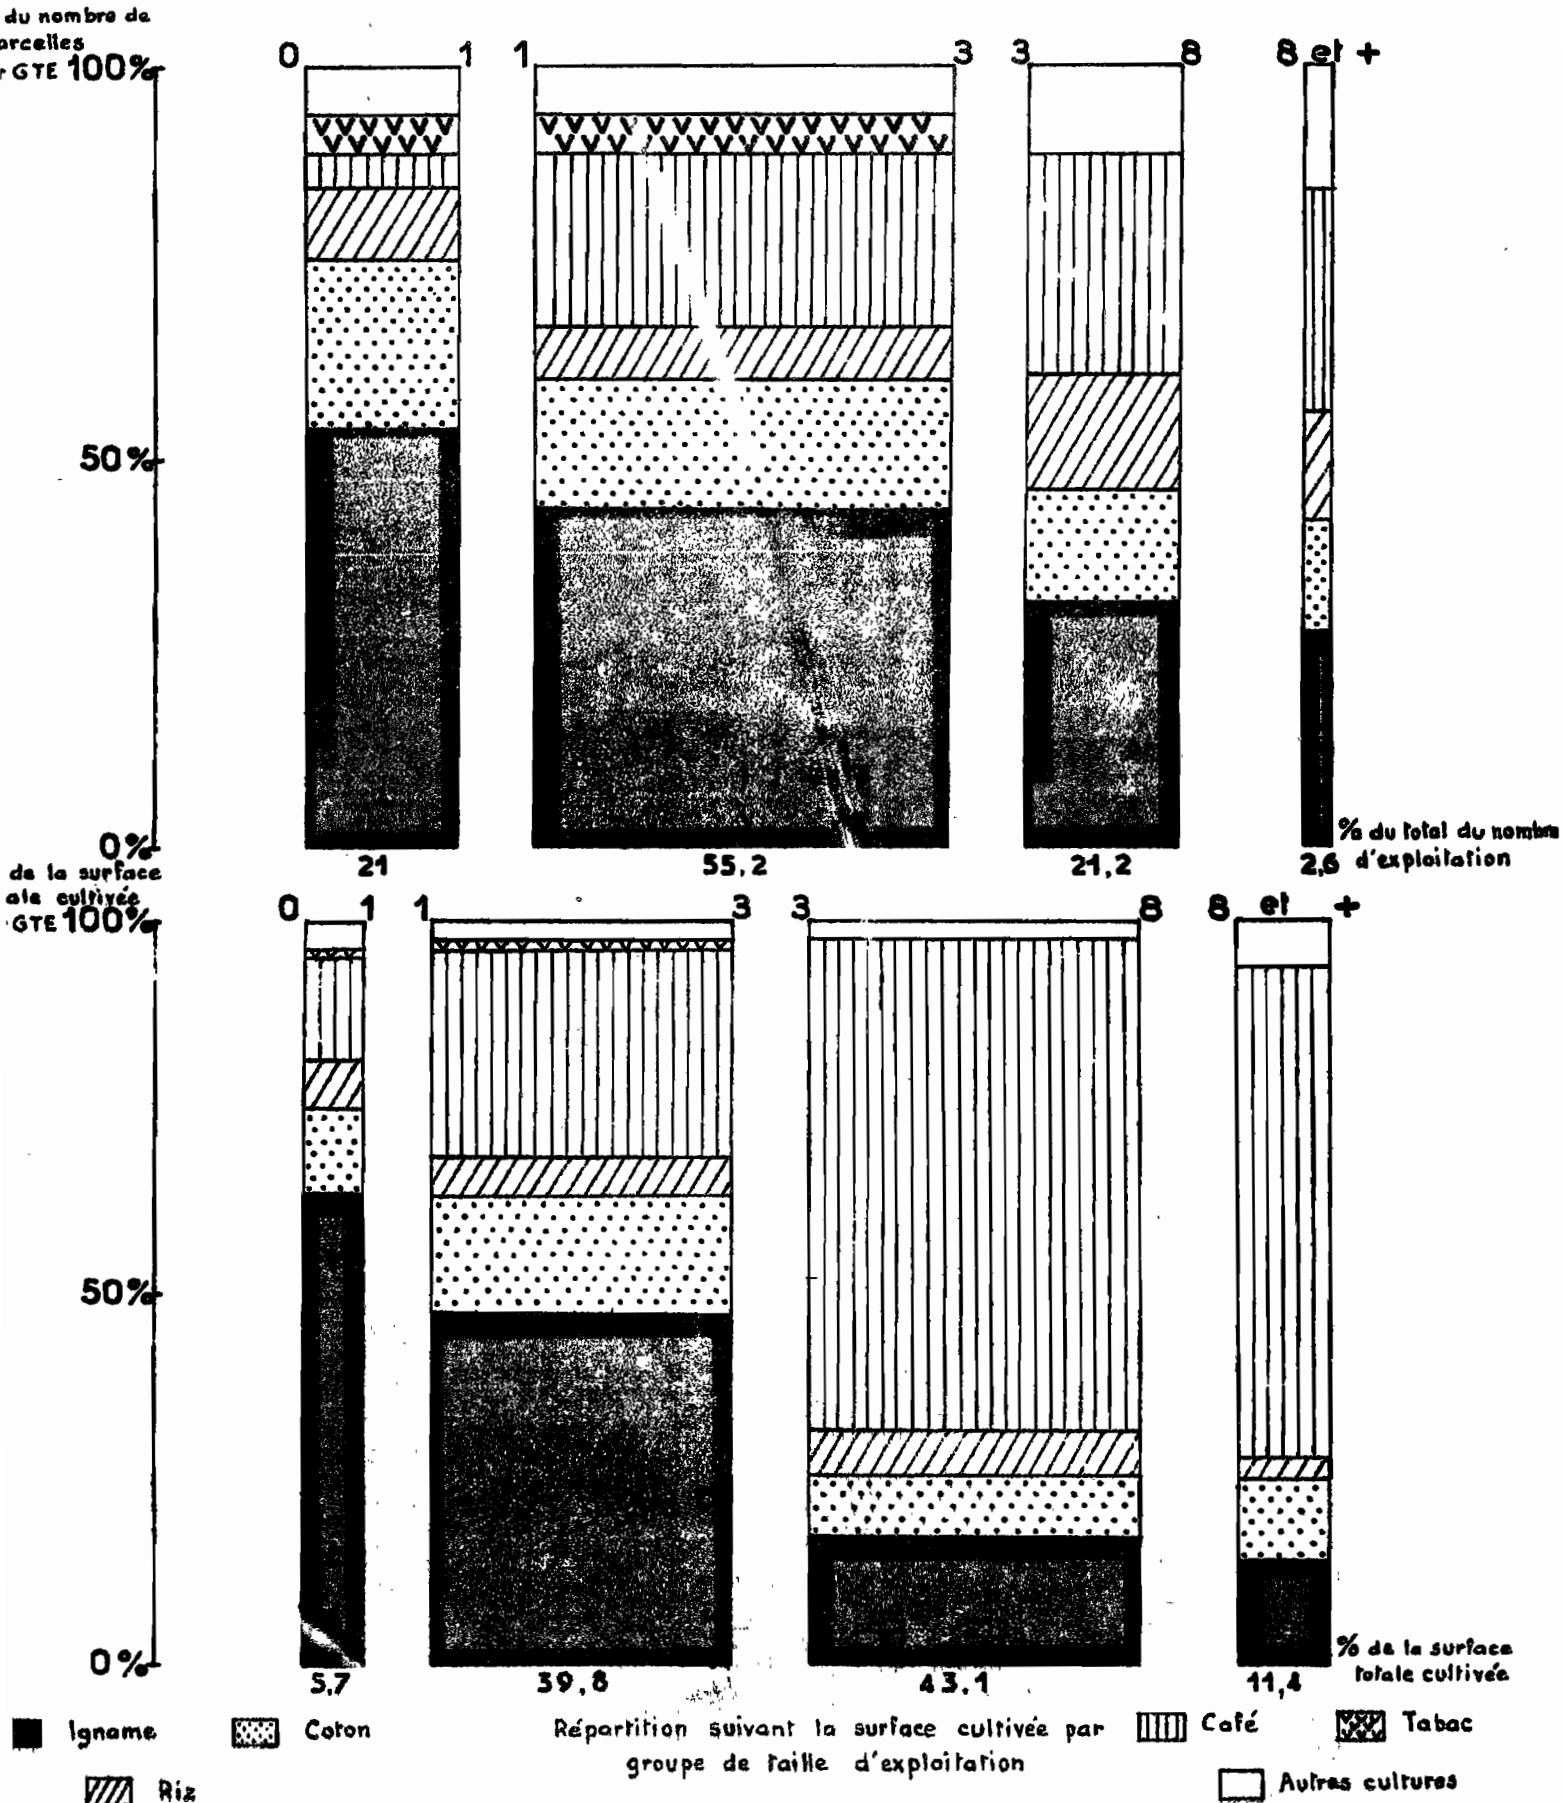 du nombre de
arcelles
r GTE 100%
0 1 1 3 3 8 8 et +
50%
0%
21 55,2 21,2 2,6
% du total du nombre
d'exploitation
de la surface
ale cultivée
GTE 100%
0 1 1 3 3 8 8 et +
50%
0%
5,7 39,8 43,1 11,4
% de la surface
totale cultivée
Igname Coton
Répartition suivant la surface cultivée par
groupe de taille d'exploitation
Café Tabac
Riz Autres cultures